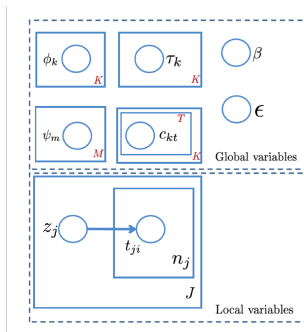 ϕ_k
K
τ_k
K
β
ψ_m
M
T
c_kt
K
ϵ
Global variables
z_j
t_ji
n_j
J
Local variables